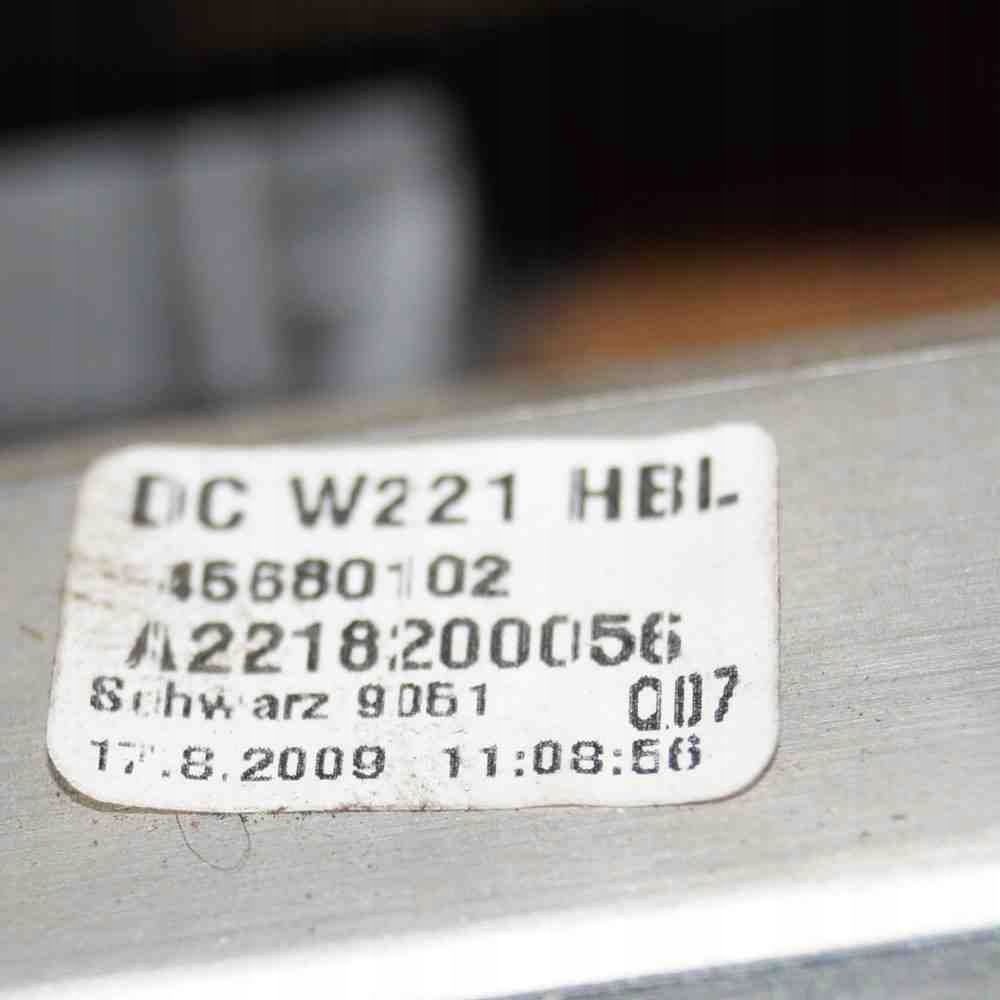 DC W221 HBL
45680102
A2218200056
Schwarz 9051 Q07
17.8.2009 11:08:56